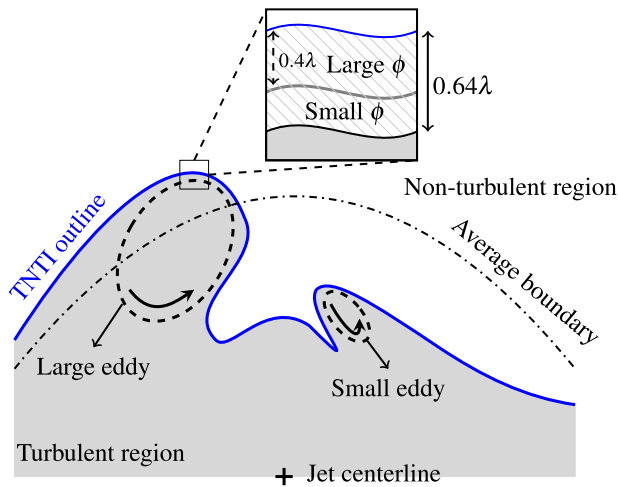 0.4λ
Large ϕ
0.64λ
Small ϕ
Non-turbulent region
TNTI outline
Average boundary
Large eddy
Small eddy
Turbulent region
+ Jet centerline